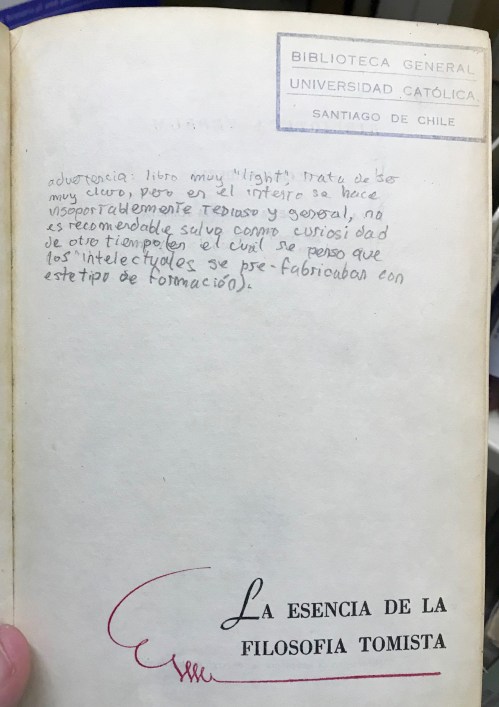 BIBLIOTECA GENERAL
UNIVERSIDAD CATÓLICA
SANTIAGO DE CHILE
advertencia: libro muy "light". trata de ser
muy claro, pero en el intento se hace
insoportablemente tedioso y general, no
es recomendable salvo como curiosidad
de otro tiempo (en el cual se penso que
los intelectuales se pre-fabricaban con
este tipo de formación).
LA ESENCIA DE LA
FILOSOFIA TOMISTA